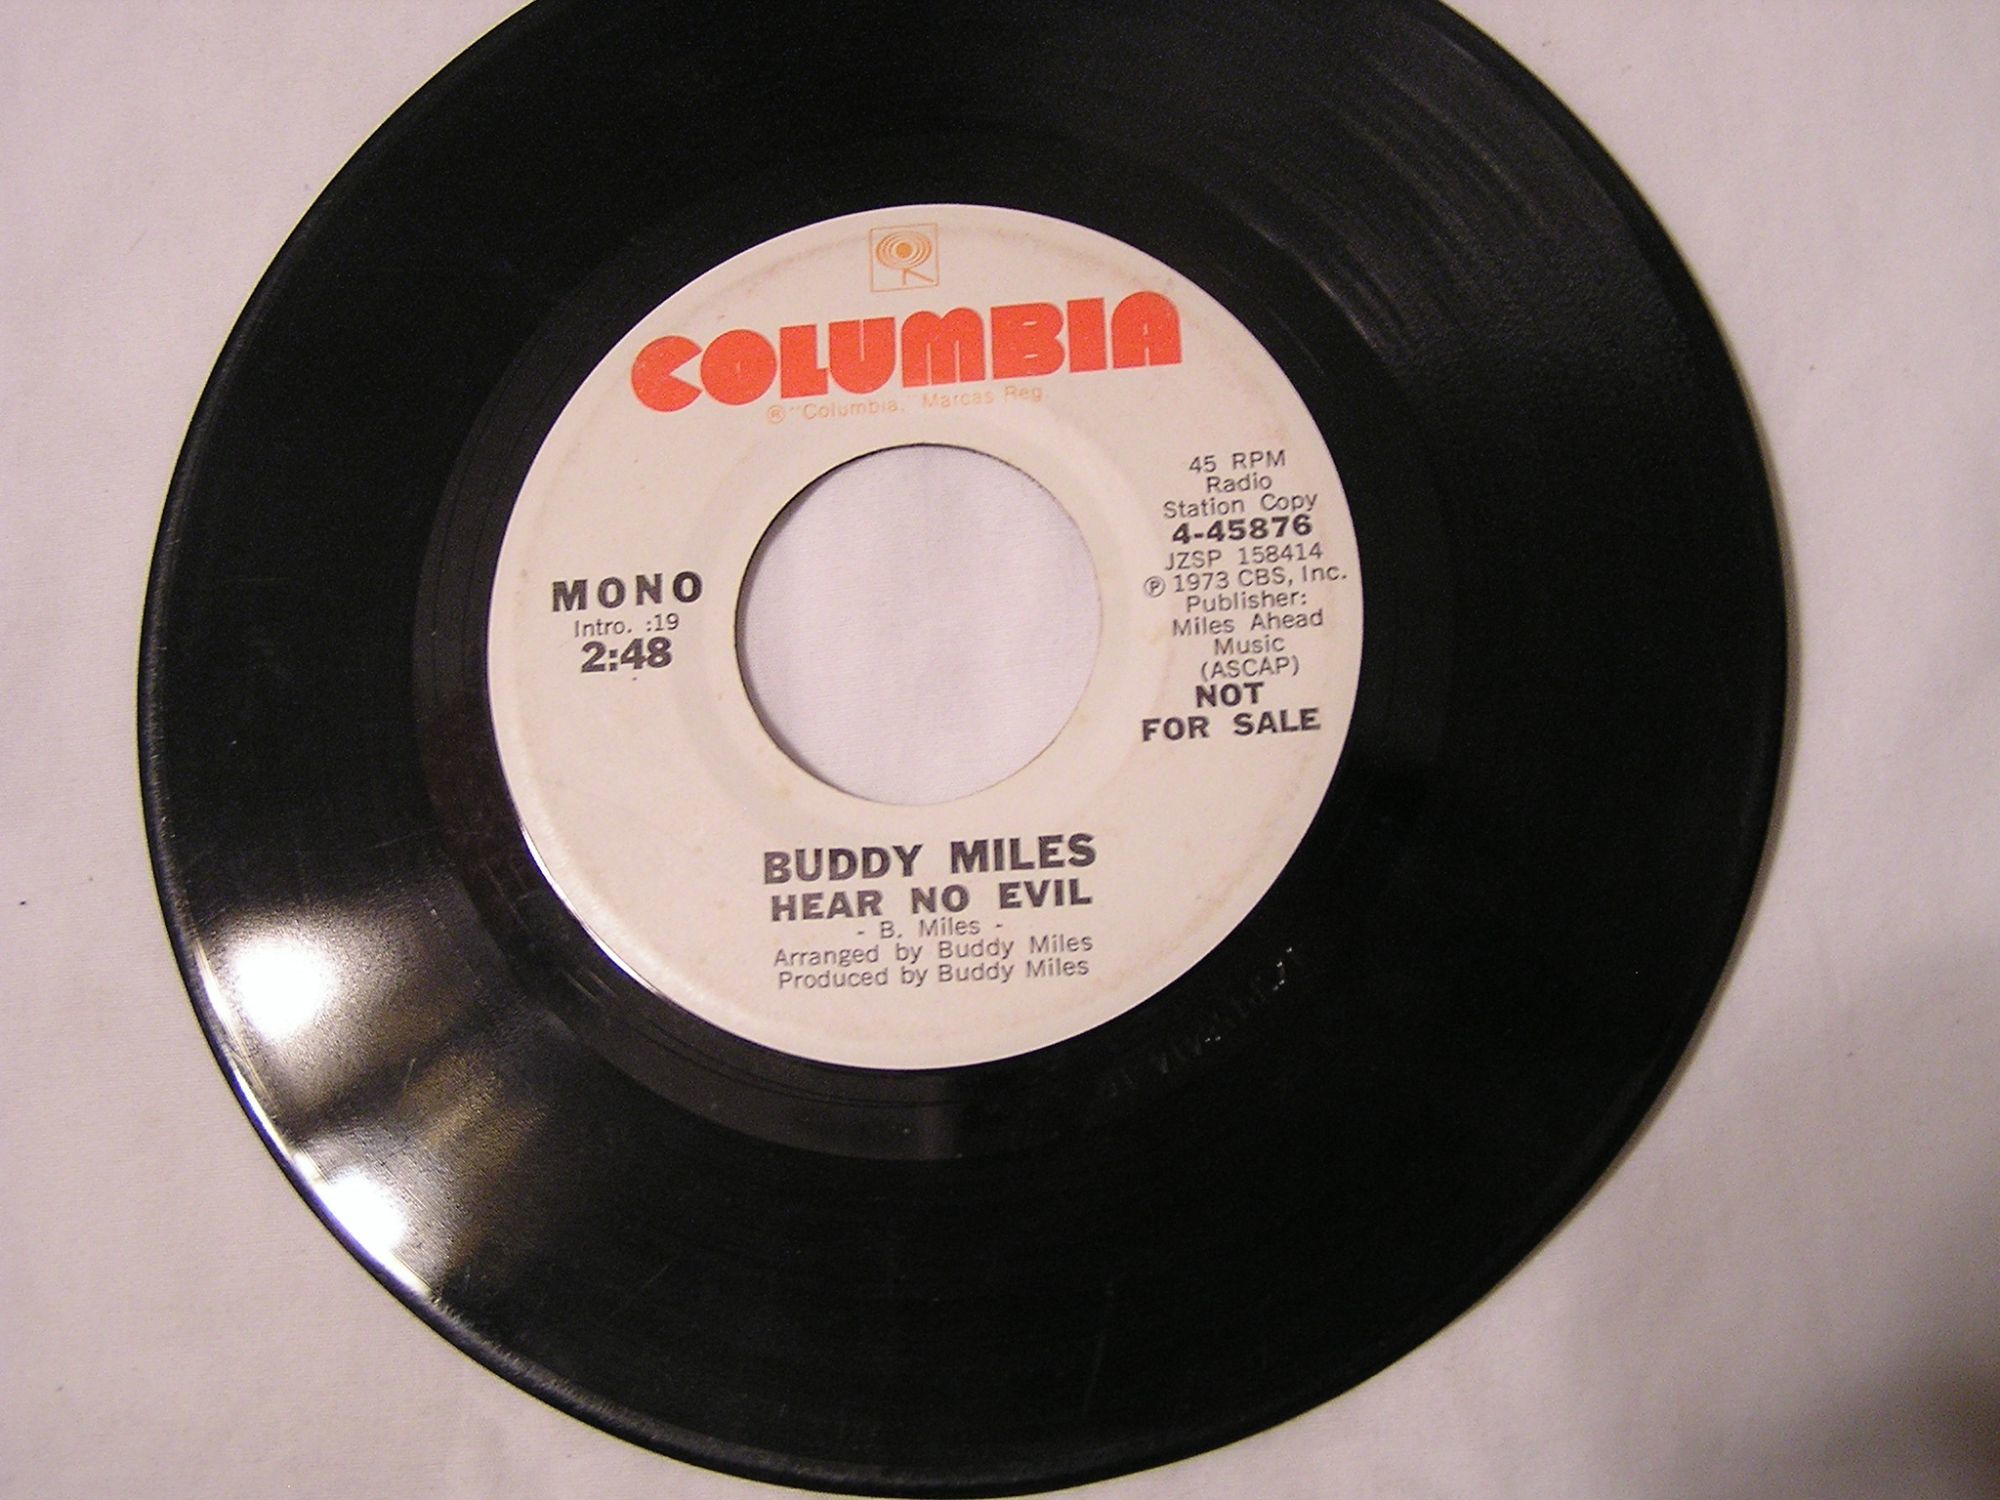 COLUMBIA
® "Columbia," Marcas Reg.
45 RPM
Radio
Station Copy
4-45876
JZSP 158414
℗ 1973 CBS, Inc.
Publisher:
Miles Ahead
Music
(ASCAP)
NOT
FOR SALE
MONO
Intro. :19
2:48
BUDDY MILES
HEAR NO EVIL
- B. Miles -
Arranged by Buddy Miles
Produced by Buddy Miles